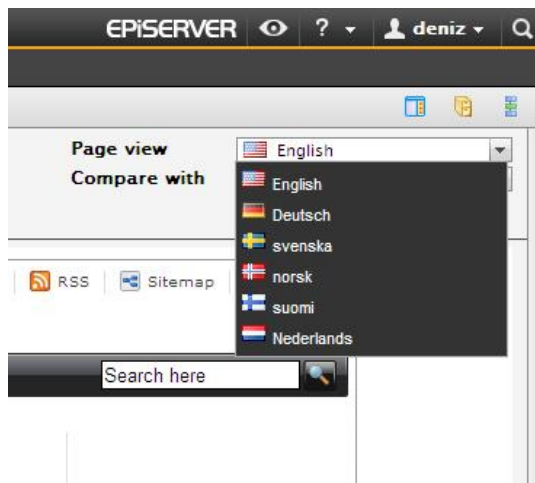 EPiSERVER ? deniz
Page view English
Compare with
English
Deutsch
svenska
norsk
suomi
Nederlands
RSS Sitemap
Search here